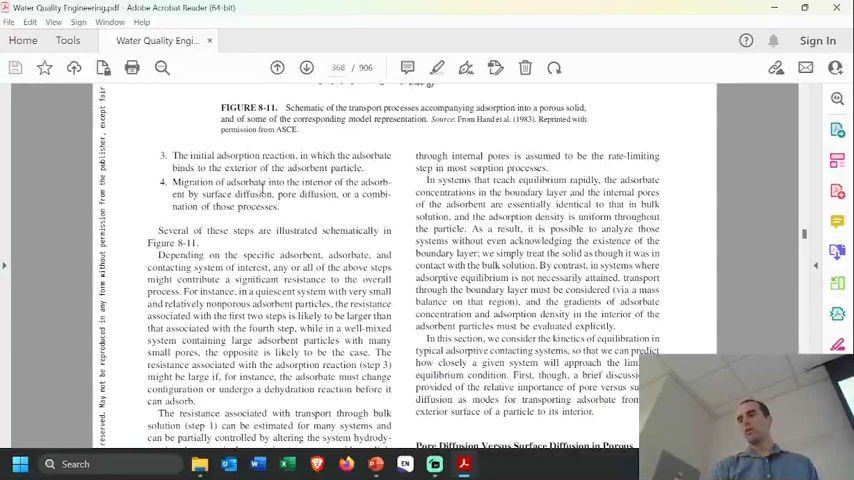 Water Quality Engineering.pdf - Adobe Acrobat Reader (64-bit)
File Edit View Sign Window Help
Home Tools Water Quality Engi... × Sign In
368 / 906
FIGURE 8-11. Schematic of the transport processes accompanying adsorption into a porous solid,
and of some of the corresponding model representation. Source: From Hand et al. (1983). Reprinted with
permission from ASCE.
3. The initial adsorption reaction, in which the adsorbate
binds to the exterior of the adsorbent particle.
4. Migration of adsorbate into the interior of the adsorb-
ent by surface diffusion, pore diffusion, or a combi-
nation of those processes.
Several of these steps are illustrated schematically in
Figure 8-11.
Depending on the specific adsorbent, adsorbate, and
contacting system of interest, any or all of the above steps
might contribute a significant resistance to the overall
process. For instance, in a quiescent system with very small
and relatively nonporous adsorbent particles, the resistance
associated with the first two steps is likely to be larger than
that associated with the fourth step, while in a well-mixed
system containing large adsorbent particles with many
small pores, the opposite is likely to be the case. The
resistance associated with the adsorption reaction (step 3)
might be large if, for instance, the adsorbate must change
configuration or undergo a dehydration reaction before it
can adsorb.
The resistance associated with transport through bulk
solution (step 1) can be estimated for many systems and
can be partially controlled by altering the system hydrody-
through internal pores is assumed to be the rate-limiting
step in most sorption processes.
In systems that reach equilibrium rapidly, the adsorbate
concentrations in the boundary layer and the internal pores
of the adsorbent are essentially identical to that in bulk
solution, and the adsorption density is uniform throughout
the particle. As a result, it is possible to analyze those
systems without even acknowledging the existence of the
boundary layer; we simply treat the solid as though it was in
contact with the bulk solution. By contrast, in systems where
adsorptive equilibrium is not necessarily attained, transport
through the boundary layer must be considered (via a mass
balance on that region), and the gradients of adsorbate
concentration and adsorption density in the interior of the
adsorbent particles must be evaluated explicitly.
In this section, we consider the kinetics of equilibration in
typical adsorptive contacting systems, so that we can predict
how closely a given system will approach the limi
equilibrium condition. First, though, a brief discussi
provided of the relative importance of pore versus su
diffusion as modes for transporting adsorbate from
exterior surface of a particle to its interior.
Pore Diffusion Versus Surface Diffusion in Porous
s reserved. May not be reproduced in any form without permission from the publisher, except fair
Search
EN